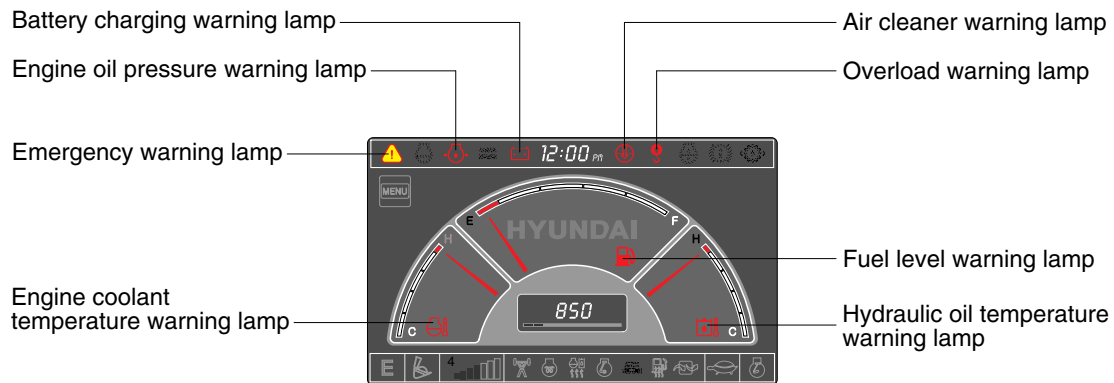 Battery charging warning lamp
Air cleaner warning lamp
Engine oil pressure warning lamp
Overload warning lamp
Emergency warning lamp
12:00 PM
MENU
E
F
HYUNDAI
H
H
Fuel level warning lamp
Engine coolant
temperature warning lamp
850
Hydraulic oil temperature
warning lamp
C
C
E
4